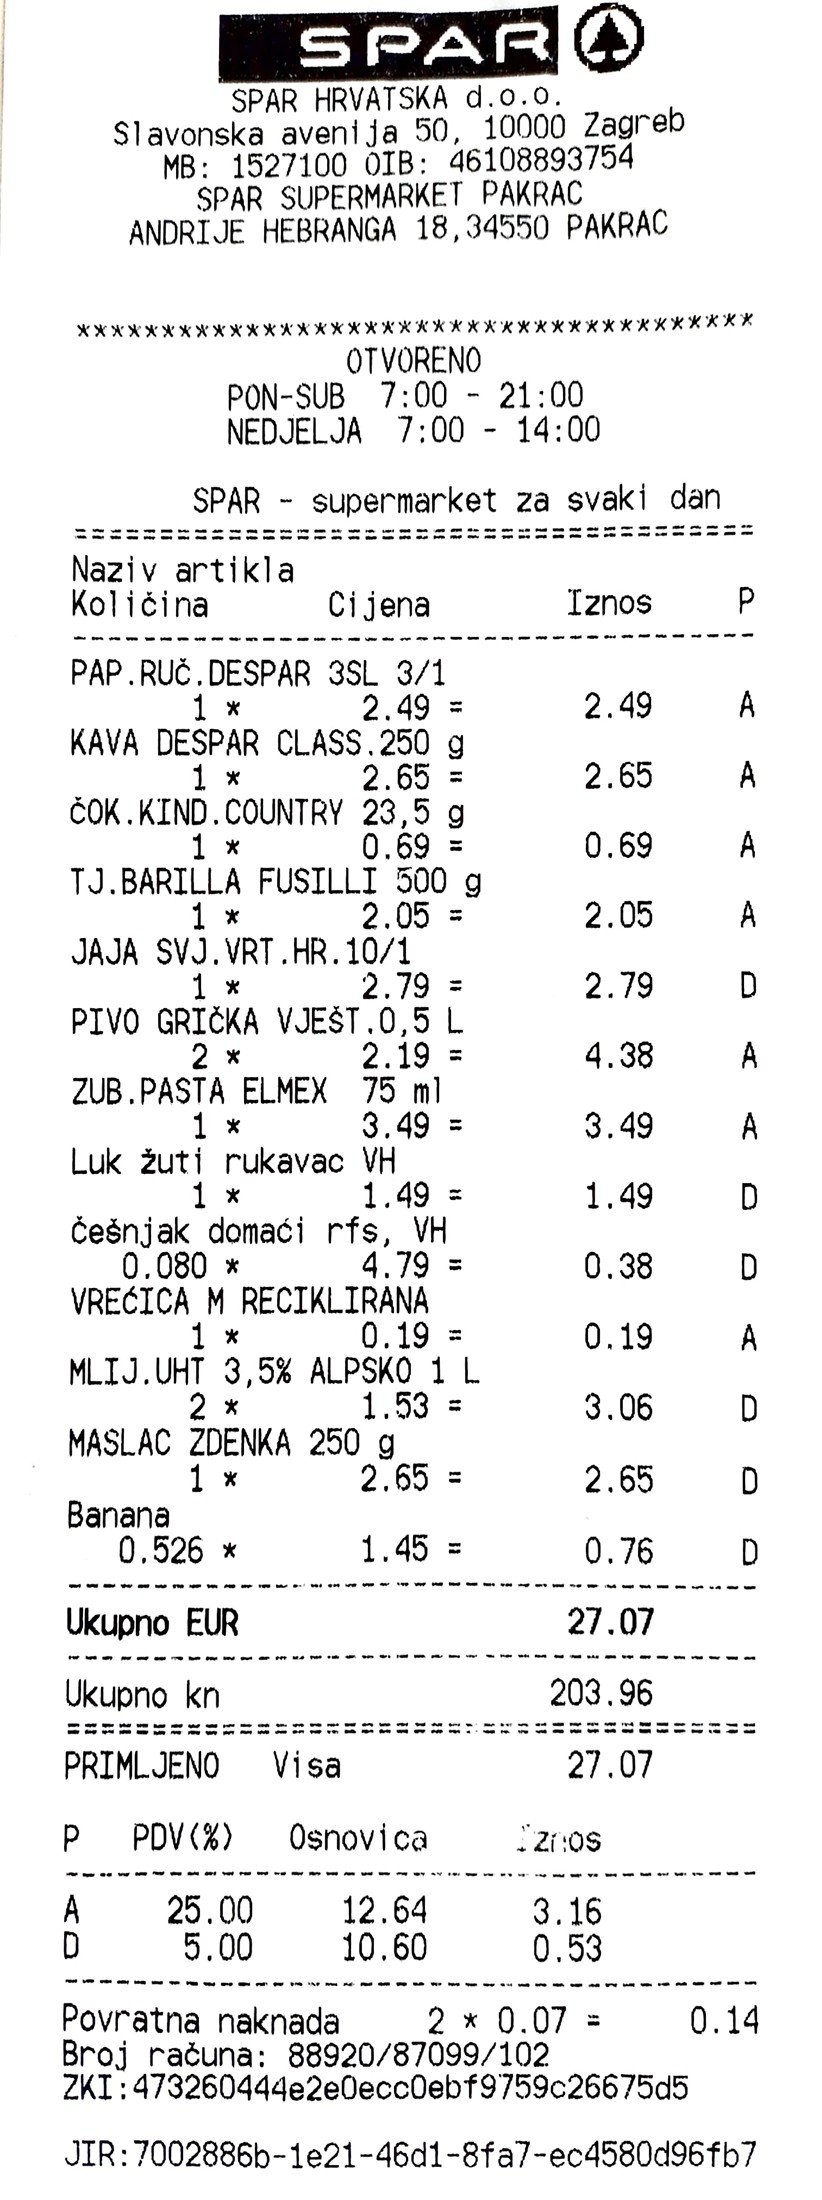 SPAR
SPAR HRVATSKA d.o.o.
Slavonska avenija 50, 10000 Zagreb
MB: 1527100 OIB: 46108893754
SPAR SUPERMARKET PAKRAC
ANDRIJE HEBRANGA 18,34550 PAKRAC
****************************************
OTVORENO
PON-SUB 7:00 - 21:00
NEDJELJA 7:00 - 14:00
SPAR - supermarket za svaki dan
========================================
Naziv artikla
Količina Cijena Iznos P
----------------------------------------
PAP.RUČ.DESPAR 3SL 3/1
1 * 2.49 = 2.49 A
KAVA DESPAR CLASS.250 g
1 * 2.65 = 2.65 A
ČOK.KIND.COUNTRY 23,5 g
1 * 0.69 = 0.69 A
TJ.BARILLA FUSILLI 500 g
1 * 2.05 = 2.05 A
JAJA SVJ.VRT.HR.10/1
1 * 2.79 = 2.79 D
PIVO GRIČKA VJEŠT.0,5 L
2 * 2.19 = 4.38 A
ZUB.PASTA ELMEX 75 ml
1 * 3.49 = 3.49 A
Luk žuti rukavac VH
1 * 1.49 = 1.49 D
češnjak domaći rfs, VH
0.080 * 4.79 = 0.38 D
VREĆICA M RECIKLIRANA
1 * 0.19 = 0.19 A
MLIJ.UHT 3,5% ALPSKO 1 L
2 * 1.53 = 3.06 D
MASLAC ZDENKA 250 g
1 * 2.65 = 2.65 D
Banana
0.526 * 1.45 = 0.76 D
----------------------------------------
Ukupno EUR 27.07
----------------------------------------
Ukupno kn 203.96
========================================
PRIMLJENO Visa 27.07
P PDV(%) Osnovica Iznos
----------------------------------------
A 25.00 12.64 3.16
D 5.00 10.60 0.53
----------------------------------------
Povratna naknada 2 * 0.07 = 0.14
Broj računa: 88920/87099/102
ZKI:473260444e2e0ecc0ebf9759c26675d5
JIR:7002886b-1e21-46d1-8fa7-ec4580d96fb7